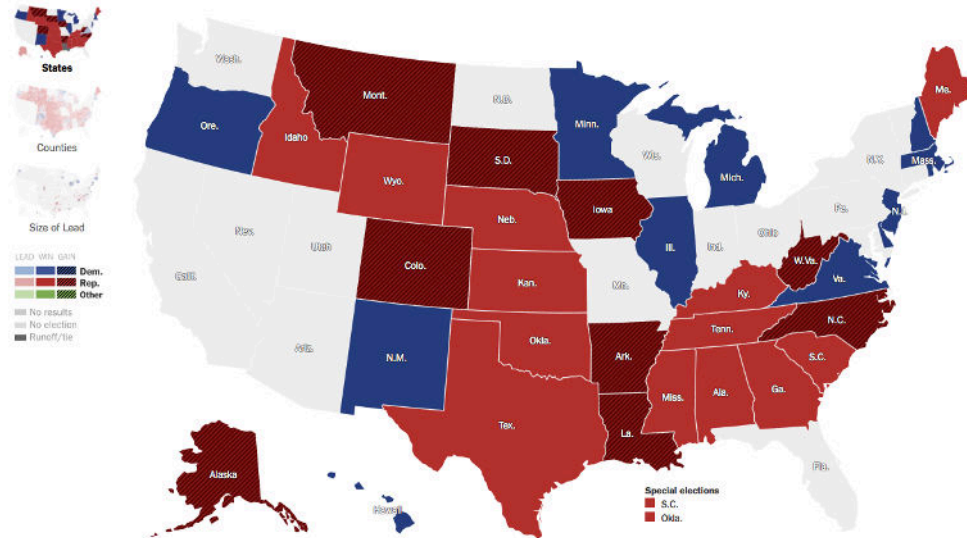 States
Counties
Size of Lead
LEAD WIN GAIN
Dem.
Rep.
Other
No results
No election
Runoff/tie
Wash.
Ore.
Calif.
Nev.
Idaho
Mont.
Wyo.
Utah
Ariz.
Colo.
N.M.
N.D.
S.D.
Neb.
Kan.
Okla.
Tex.
Minn.
Iowa
Mo.
Ark.
La.
Wis.
Ill.
Mich.
Ind.
Ohio
Ky.
Tenn.
Miss.
Ala.
Ga.
Fla.
S.C.
N.C.
Va.
W.Va.
Pa.
N.Y.
N.J.
Mass.
Me.
Alaska
Hawaii
Special elections
S.C.
Okla.